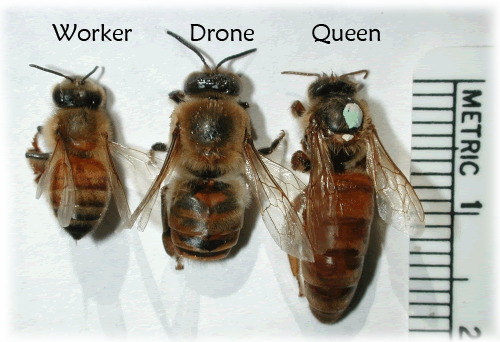 Worker Drone Queen
METRIC 1
2